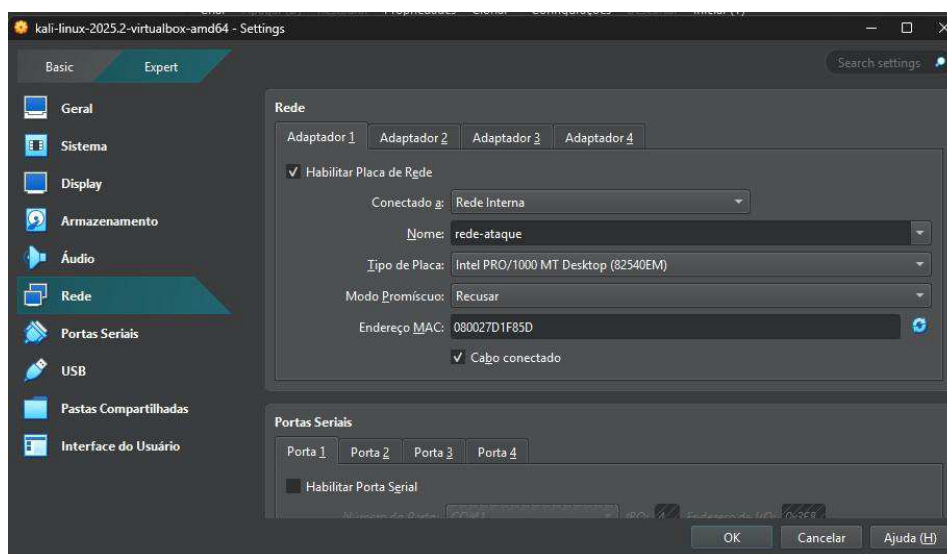 kali-linux-2025.2-virtualbox-amd64 - Settings
Basic Expert Search settings
Geral
Sistema
Display
Armazenamento
Áudio
Rede
Portas Seriais
USB
Pastas Compartilhadas
Interface do Usuário
Rede
Adaptador 1 Adaptador 2 Adaptador 3 Adaptador 4
Habilitar Placa de Rede
Conectado a: Rede Interna
Nome: rede-ataque
Tipo de Placa: Intel PRO/1000 MT Desktop (82540EM)
Modo Promíscuo: Recusar
Endereço MAC: 080027D1F85D
Cabo conectado
Portas Seriais
Porta 1 Porta 2 Porta 3 Porta 4
Habilitar Porta Serial
OK Cancelar Ajuda (H)